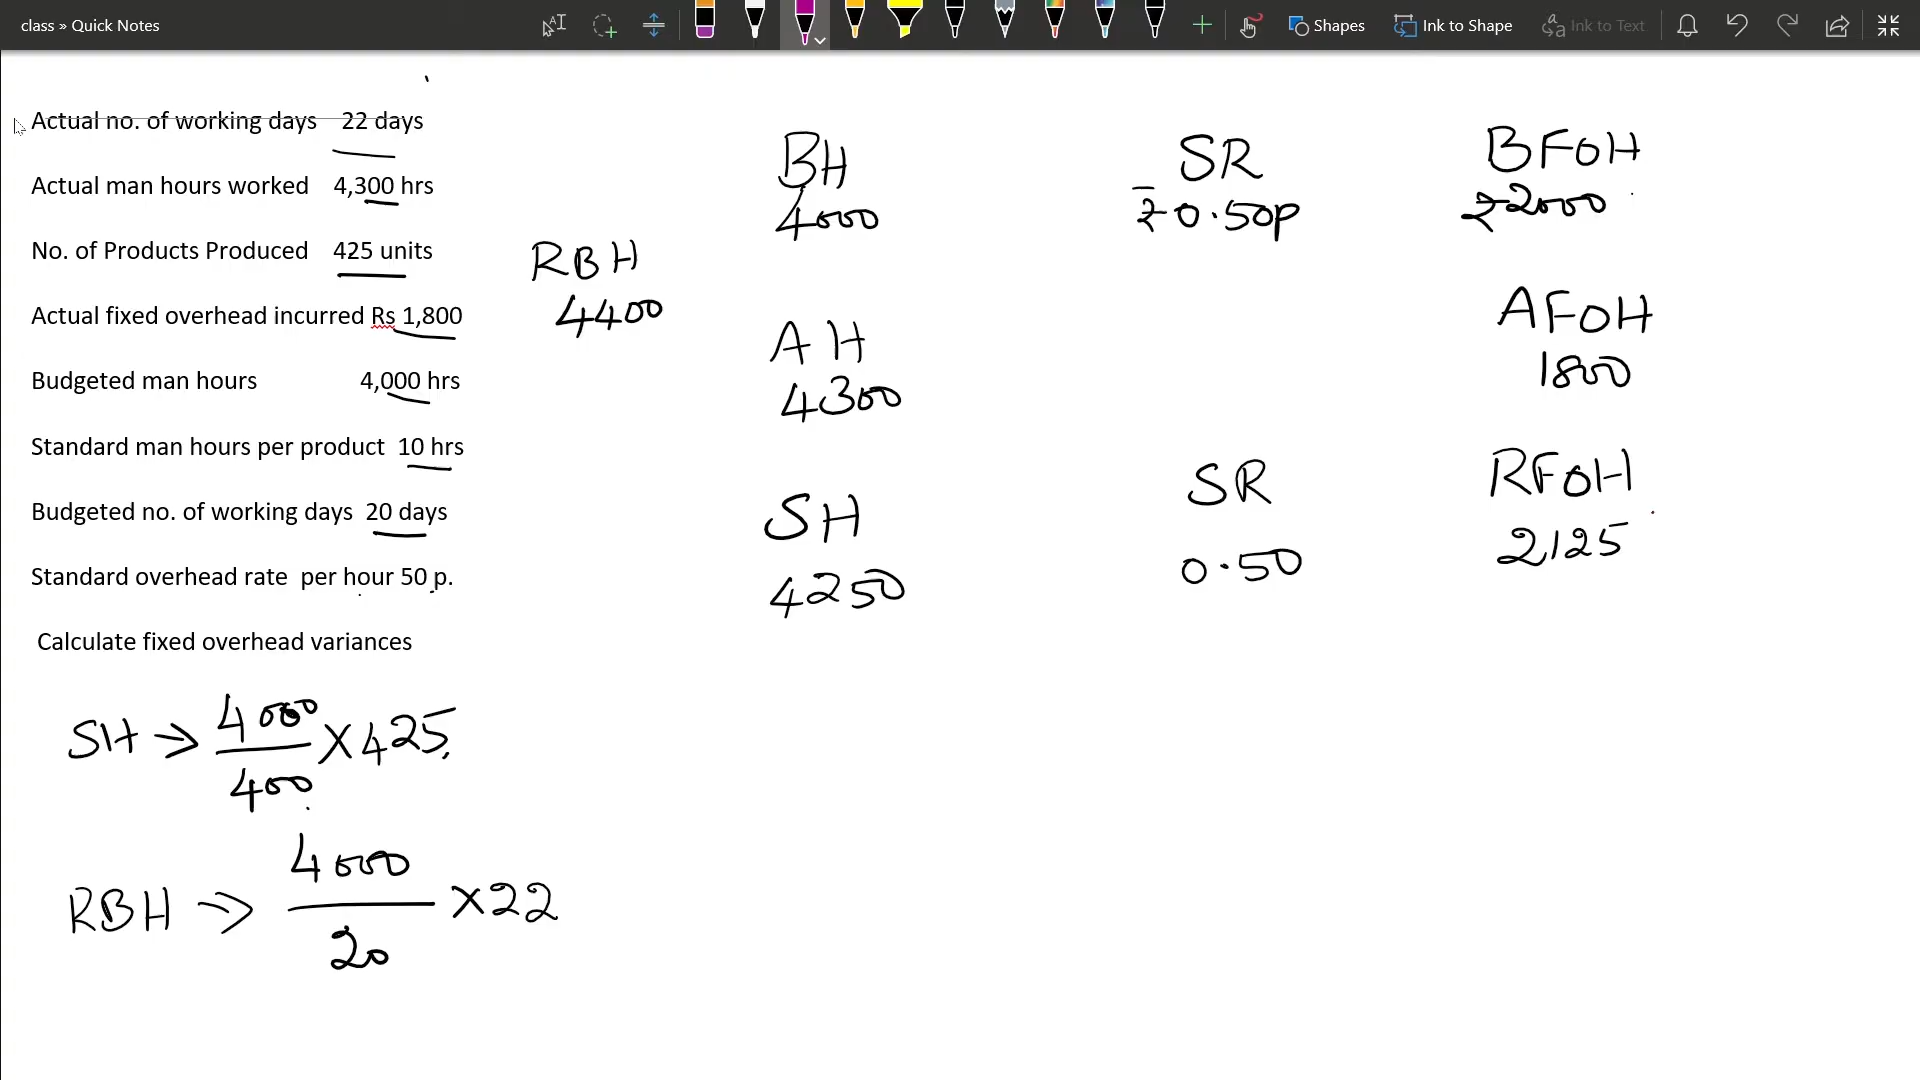 class » Quick Notes
Shapes
Ink to Shape
Ink to Text
Actual no. of working days 22 days
Actual man hours worked 4,300 hrs
No. of Products Produced 425 units
Actual fixed overhead incurred Rs 1,800
Budgeted man hours 4,000 hrs
Standard man hours per product 10 hrs
Budgeted no. of working days 20 days
Standard overhead rate per hour 50 p.
Calculate fixed overhead variances
SH → 4000/400 × 425
RBH → 4000/20 × 22
RBH
4400
BH
4000
AH
4300
SH
4250
SR
₹0.50p
SR
0.50
BFOH
₹2000
AFOH
1800
RFOH
2125